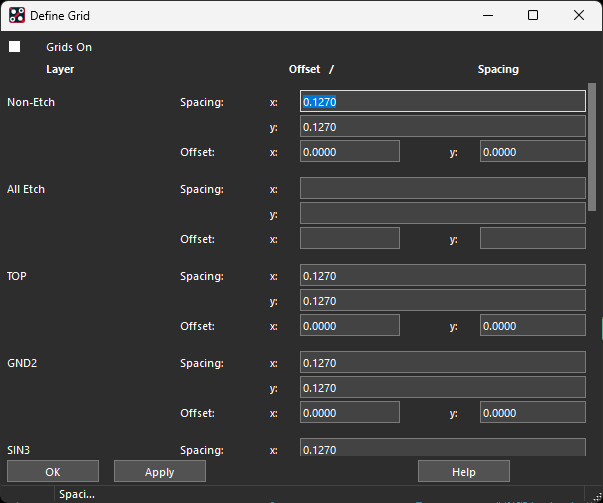 Define Grid
Grids On
Layer Offset / Spacing
Non-Etch Spacing: x: 0.1270
y: 0.1270
Offset: x: 0.0000 y: 0.0000
All Etch Spacing: x:
y:
Offset: x: y:
TOP Spacing: x: 0.1270
y: 0.1270
Offset: x: 0.0000 y: 0.0000
GND2 Spacing: x: 0.1270
y: 0.1270
Offset: x: 0.0000 y: 0.0000
SIN3 Spacing: x: 0.1270
OK Apply Help
Spaci...